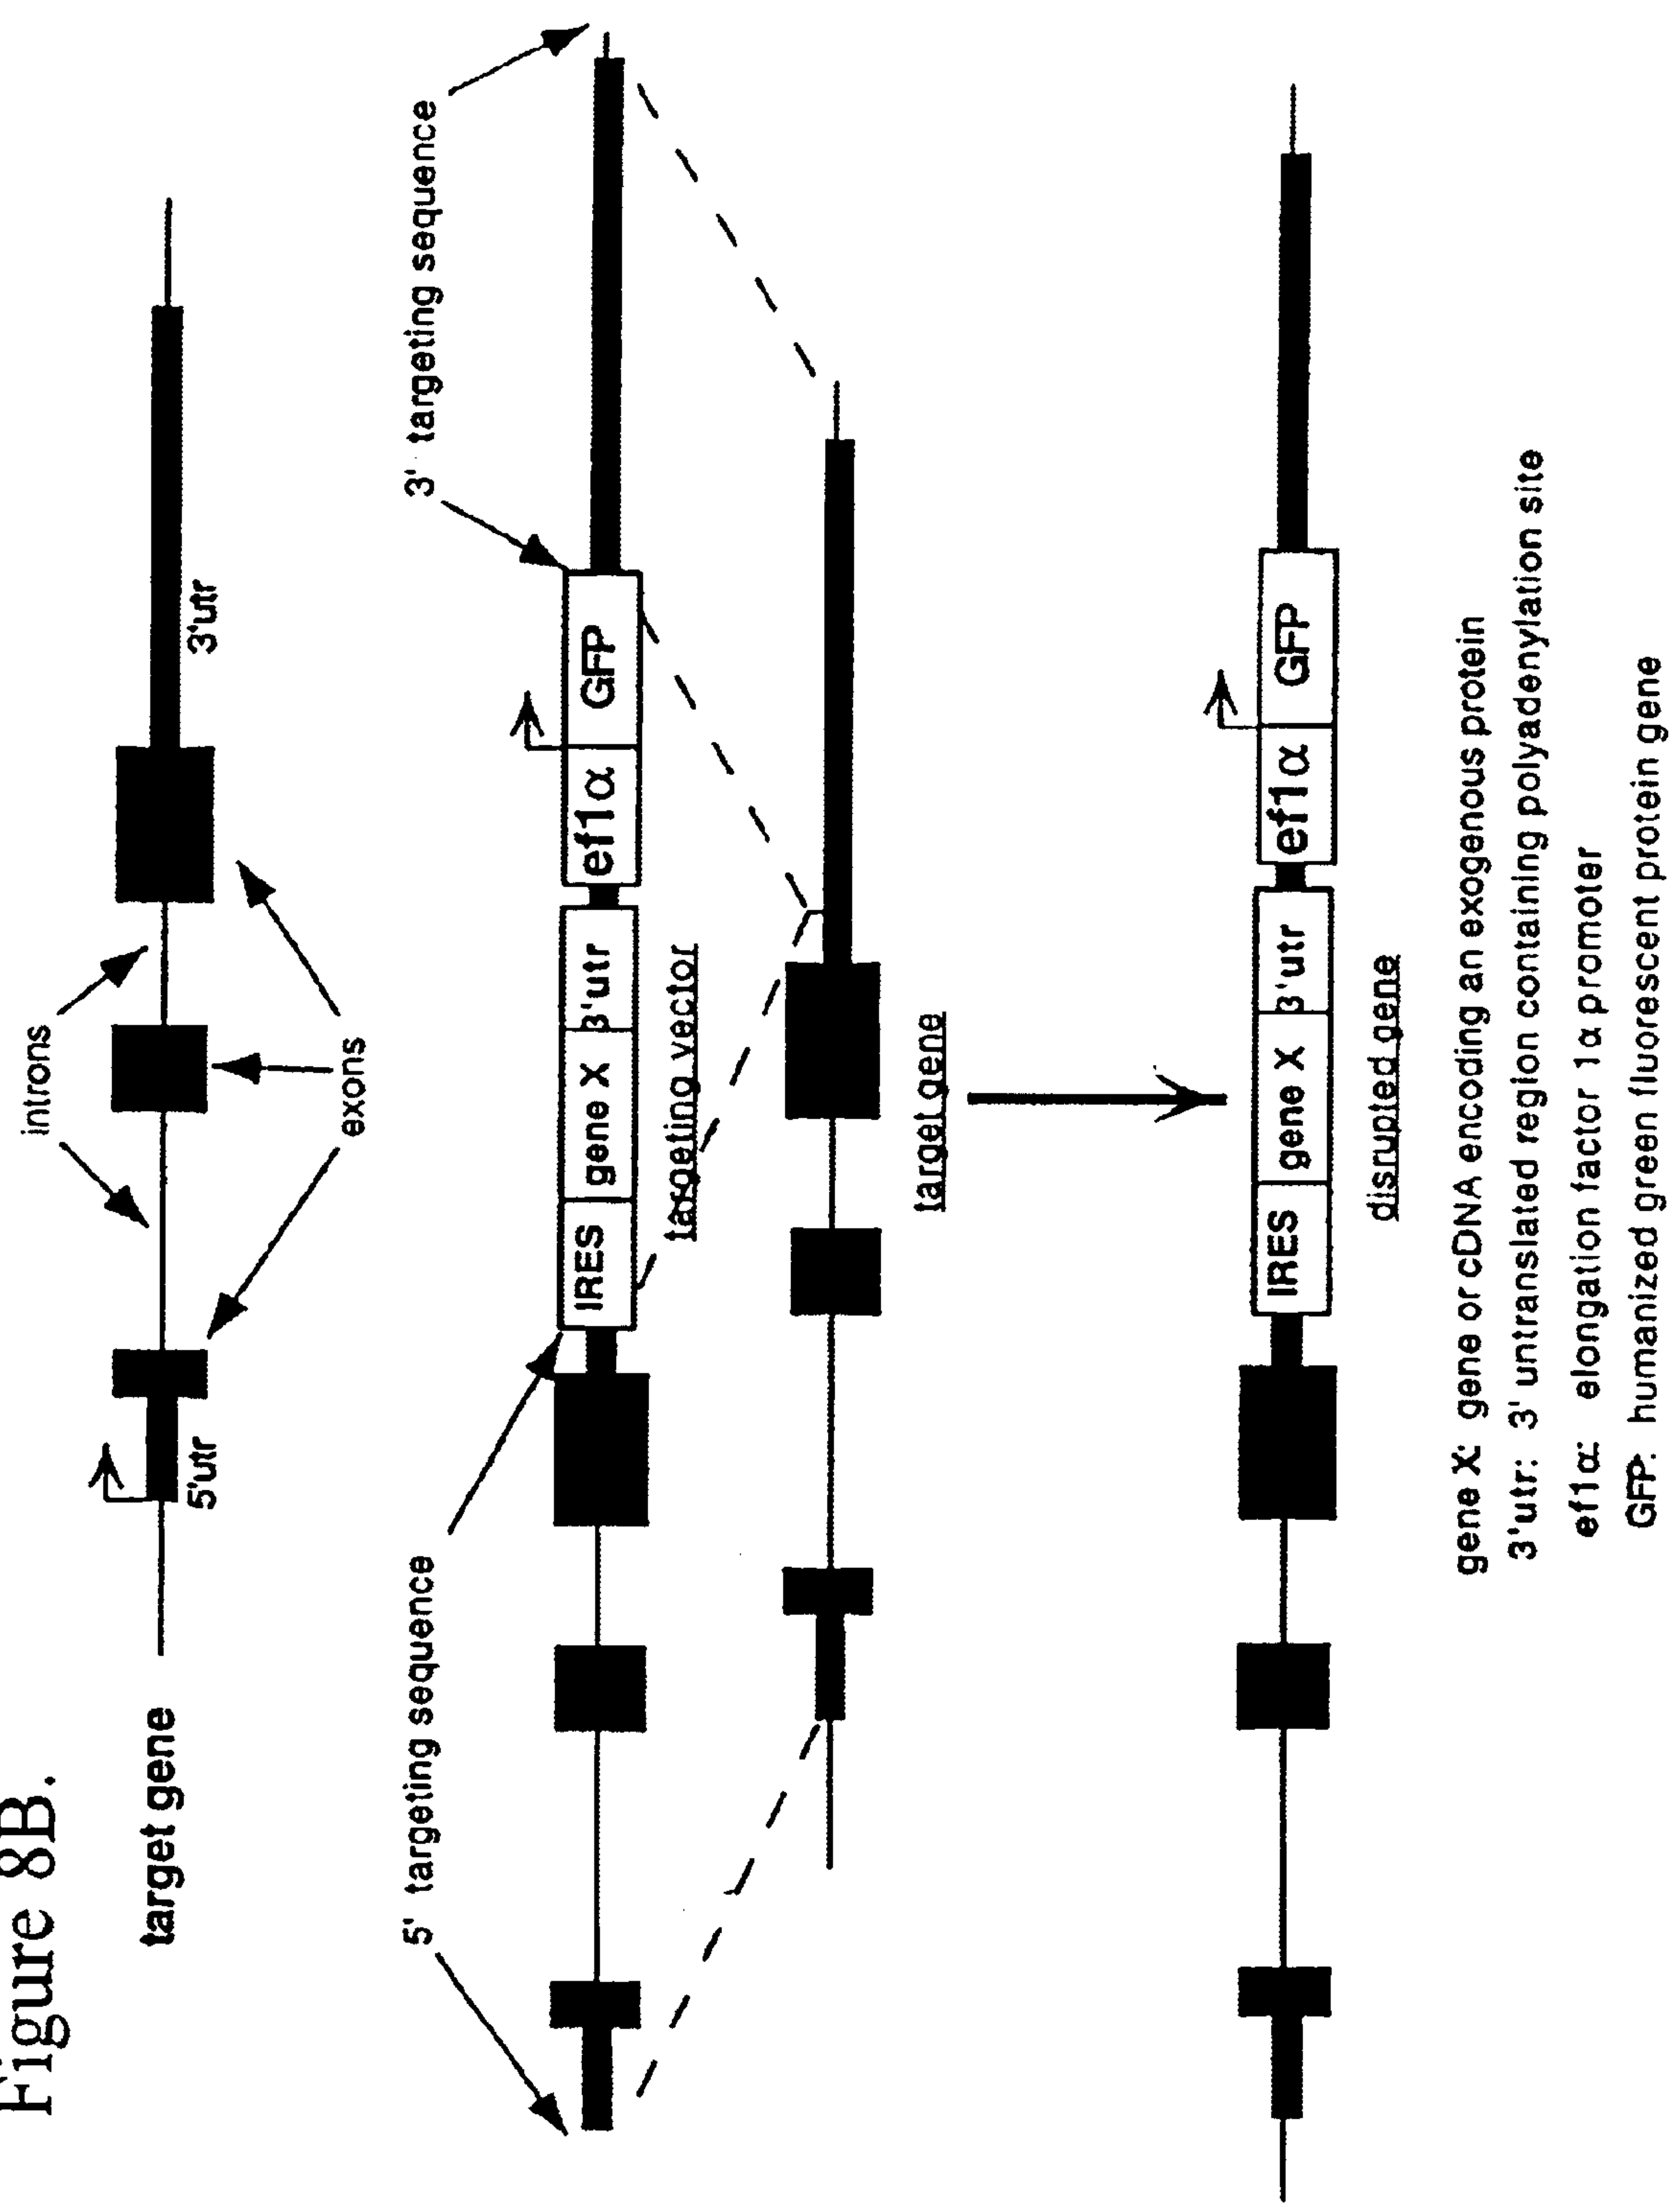 Figure 8B.
target gene
introns
5'utr
3'utr
exons
5' targeting sequence
3' targeting sequence
IRES gene X 3'utr ef1α GFP
targeting vector
target gene
IRES gene X 3'utr ef1α GFP
disrupted gene
gene X: gene or cDNA encoding an exogenous protein
3'utr: 3' untranslated region containing polyadenylation site
ef1α: elongation factor 1α promoter
GFP: humanized green fluorescent protein gene